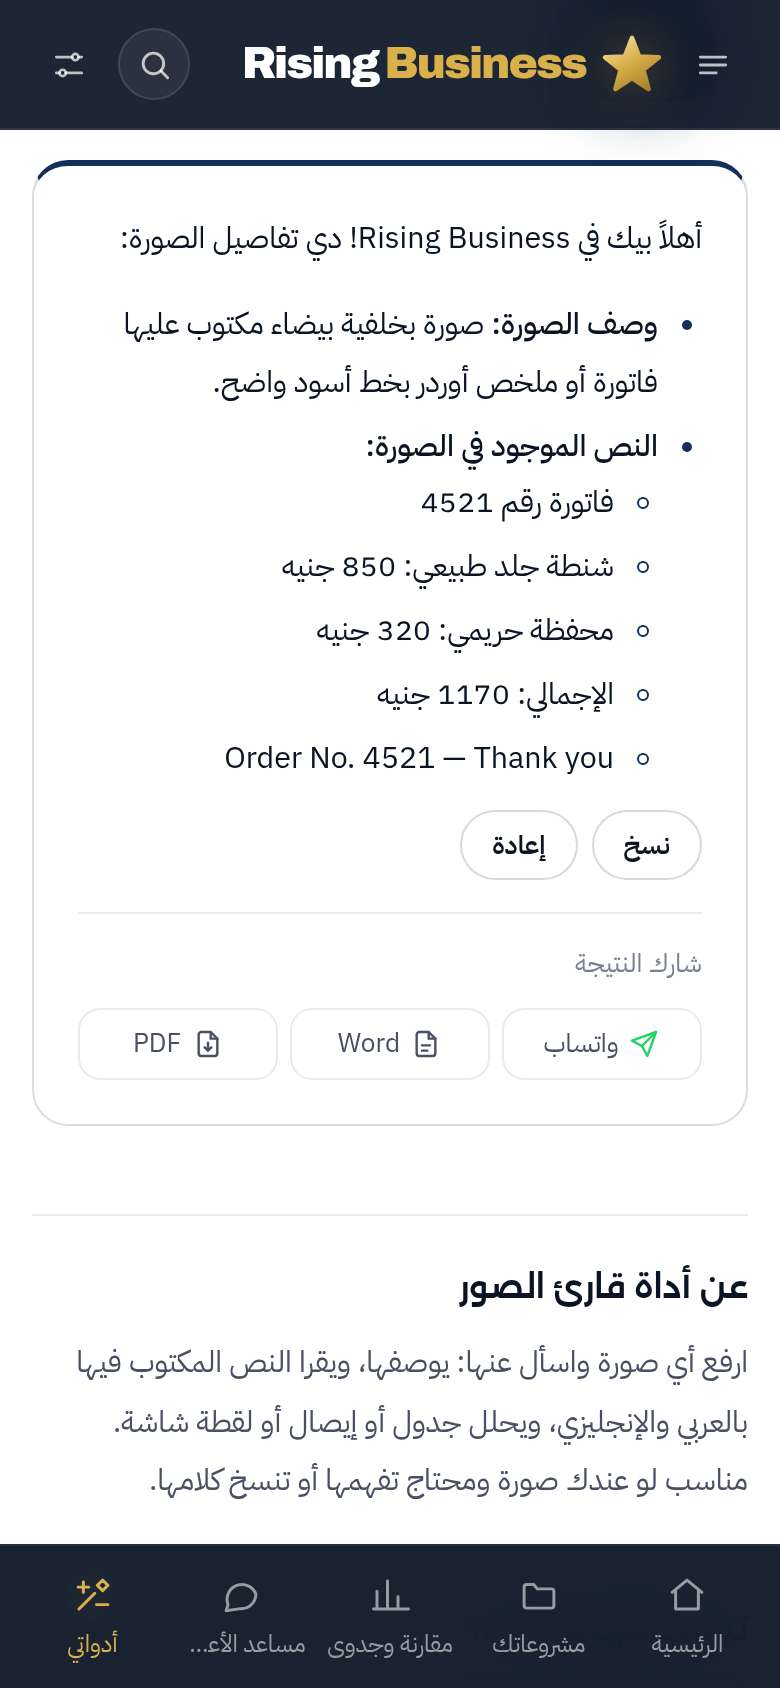 Rising Business
أهلاً بيك في Rising Business! دي تفاصيل الصورة:
وصف الصورة: صورة بخلفية بيضاء مكتوب عليها
فاتورة أو ملخص أوردر بخط أسود واضح.
النص الموجود في الصورة:
فاتورة رقم 4521
شنطة جلد طبيعي: 850 جنيه
محفظة حريمي: 320 جنيه
الإجمالي: 1170 جنيه
Order No. 4521 — Thank you
نسخ
إعادة
شارك النتيجة
واتساب
Word
PDF
عن أداة قارئ الصور
ارفع أي صورة واسأل عنها: يوصفها، ويقرا النص المكتوب فيها
بالعربي والإنجليزي، ويحلل جدول أو إيصال أو لقطة شاشة.
مناسب لو عندك صورة ومحتاج تفهمها أو تنسخ كلامها.
الرئيسية
مشروعاتك
مقارنة وجدوى
مساعد الأع...
أدواتي